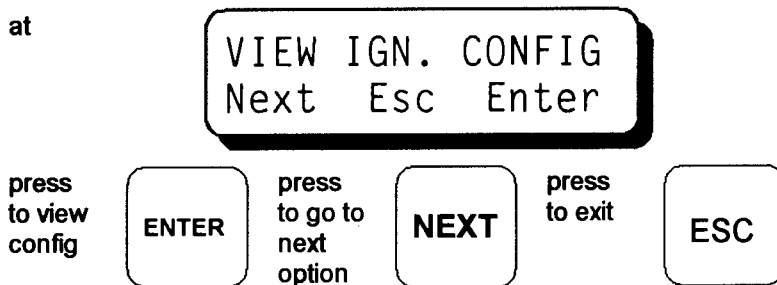 at
VIEW IGN. CONFIG
Next Esc Enter
press
to view
config
ENTER
press
to go to
next
option
NEXT
press
to exit
ESC